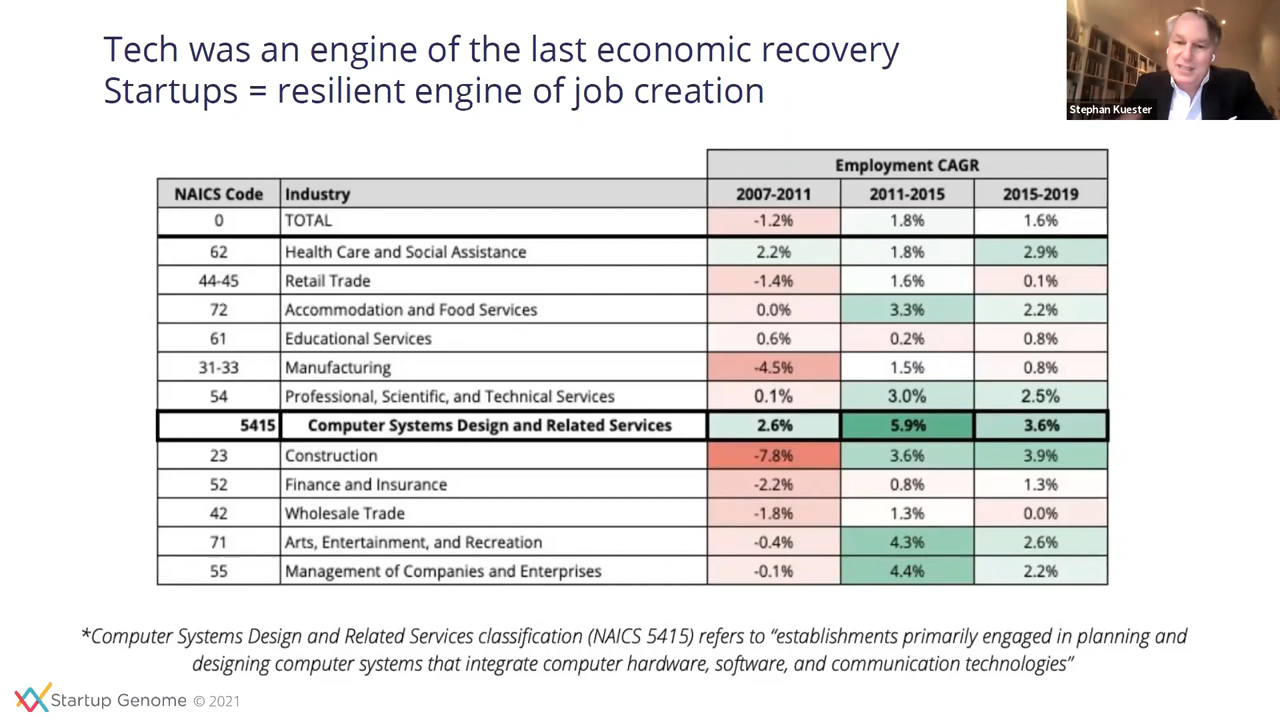 Tech was an engine of the last economic recovery
Startups = resilient engine of job creation
Stephan Kuester
Employment CAGR
NAICS Code Industry 2007-2011 2011-2015 2015-2019
0 TOTAL -1.2% 1.8% 1.6%
62 Health Care and Social Assistance 2.2% 1.8% 2.9%
44-45 Retail Trade -1.4% 1.6% 0.1%
72 Accommodation and Food Services 0.0% 3.3% 2.2%
61 Educational Services 0.6% 0.2% 0.8%
31-33 Manufacturing -4.5% 1.5% 0.8%
54 Professional, Scientific, and Technical Services 0.1% 3.0% 2.5%
5415 Computer Systems Design and Related Services 2.6% 5.9% 3.6%
23 Construction -7.8% 3.6% 3.9%
52 Finance and Insurance -2.2% 0.8% 1.3%
42 Wholesale Trade -1.8% 1.3% 0.0%
71 Arts, Entertainment, and Recreation -0.4% 4.3% 2.6%
55 Management of Companies and Enterprises -0.1% 4.4% 2.2%
*Computer Systems Design and Related Services classification (NAICS 5415) refers to “establishments primarily engaged in planning and
designing computer systems that integrate computer hardware, software, and communication technologies”
Startup Genome © 2021